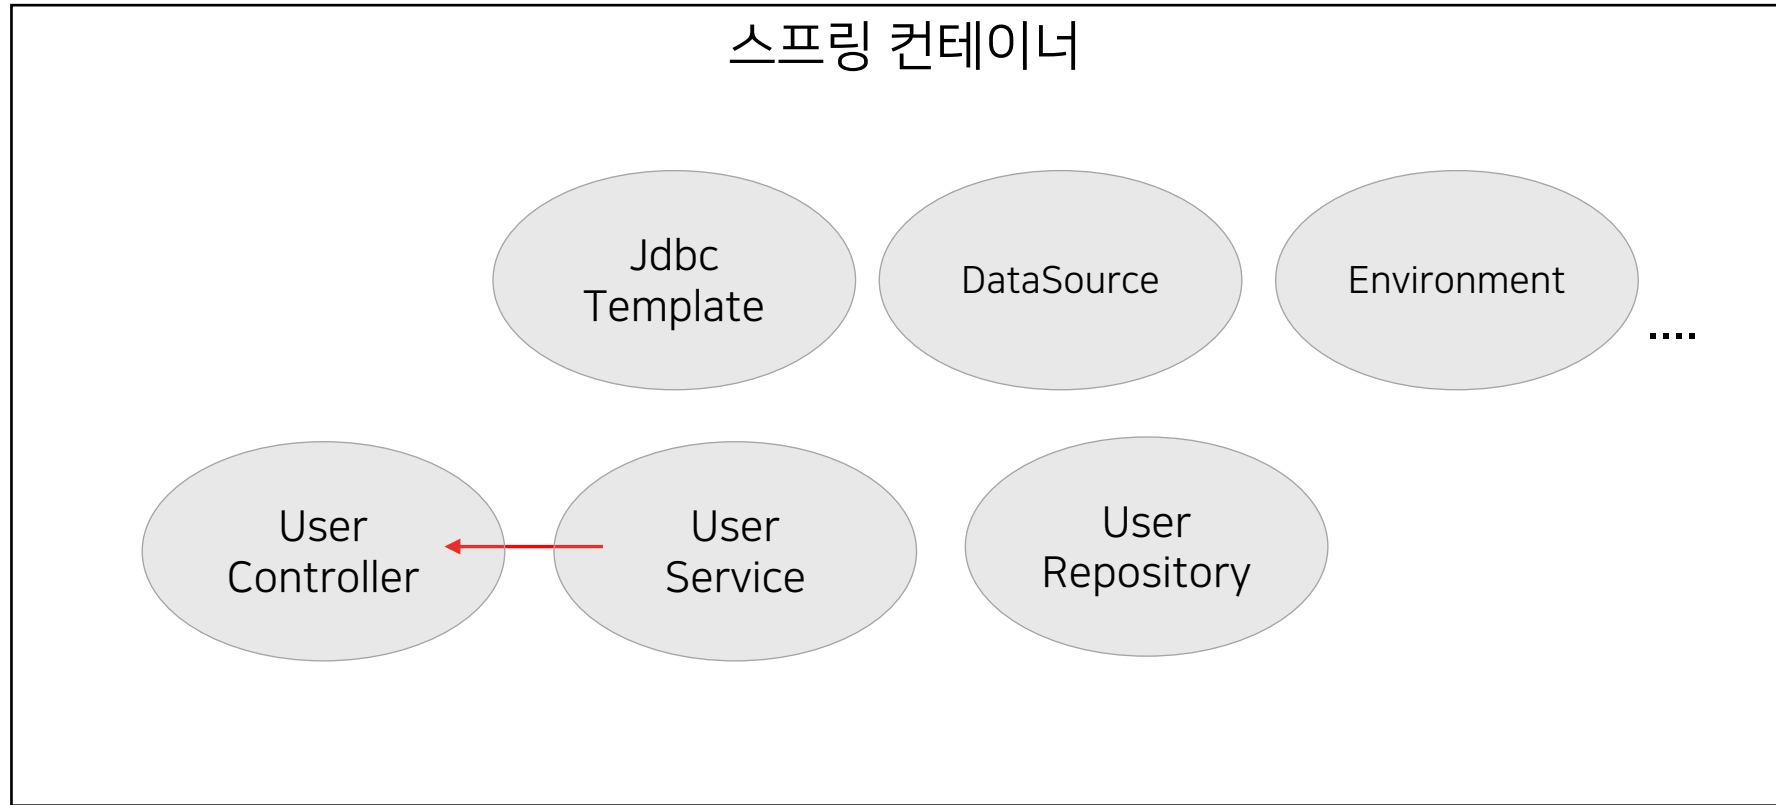 스프링 컨테이너
Jdbc
Template
DataSource
Environment
....
User
Controller
User
Service
User
Repository